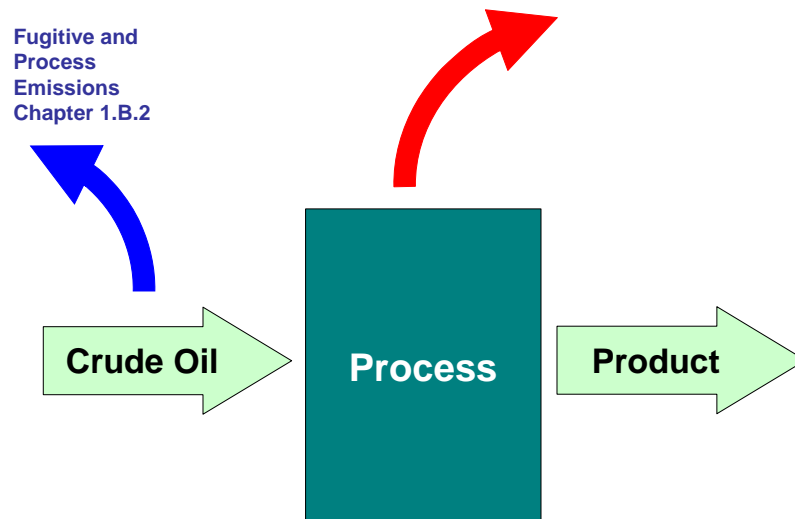 Fugitive and
Process
Emissions
Chapter 1.B.2
Crude Oil
Process
Product